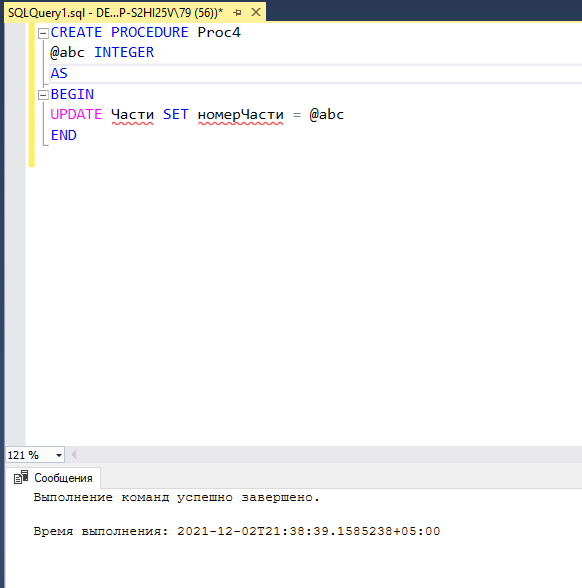 SQLQuery1.sql - DE...P-S2HI25V\79 (56))*
CREATE PROCEDURE Proc4
@abc INTEGER
AS
BEGIN
UPDATE Части SET номерЧасти = @abc
END
121 %
Сообщения
Выполнение команд успешно завершено.
Время выполнения: 2021-12-02T21:38:39.1585238+05:00